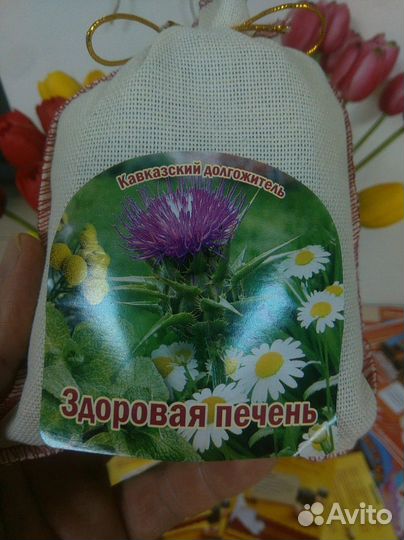 Кавказский долгожитель
Здоровая печень
Avito